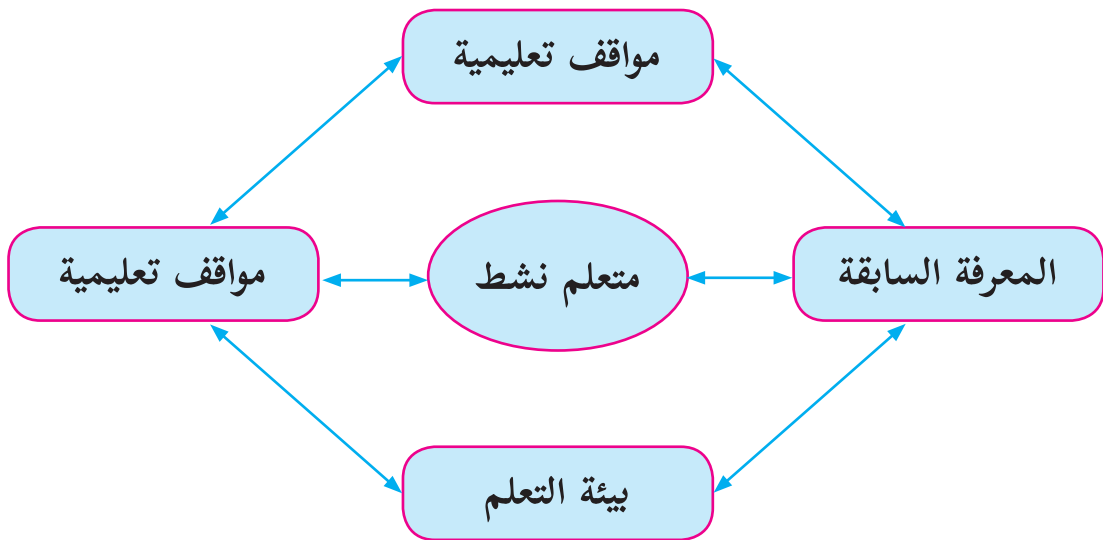 مواقف تعليمية
المعرفة السابقة
متعلم نشط
مواقف تعليمية
بيئة التعلم